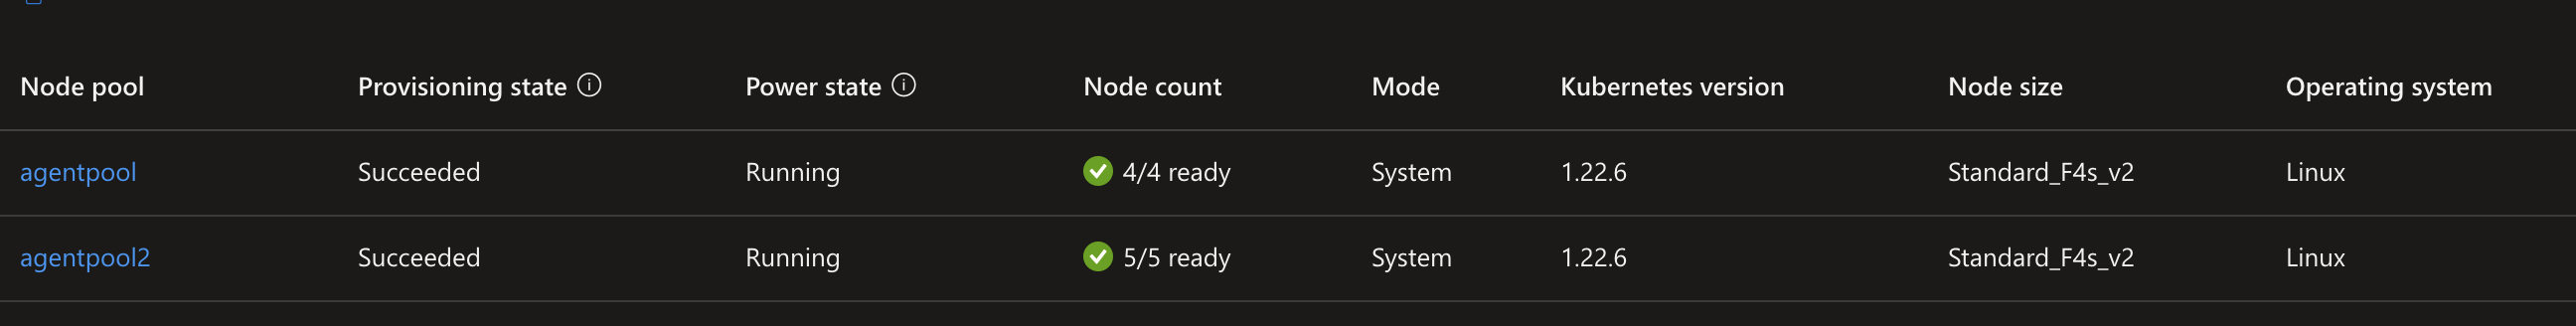 Node pool Provisioning state Power state Node count Mode Kubernetes version Node size Operating system
agentpool Succeeded Running 4/4 ready System 1.22.6 Standard_F4s_v2 Linux
agentpool2 Succeeded Running 5/5 ready System 1.22.6 Standard_F4s_v2 Linux